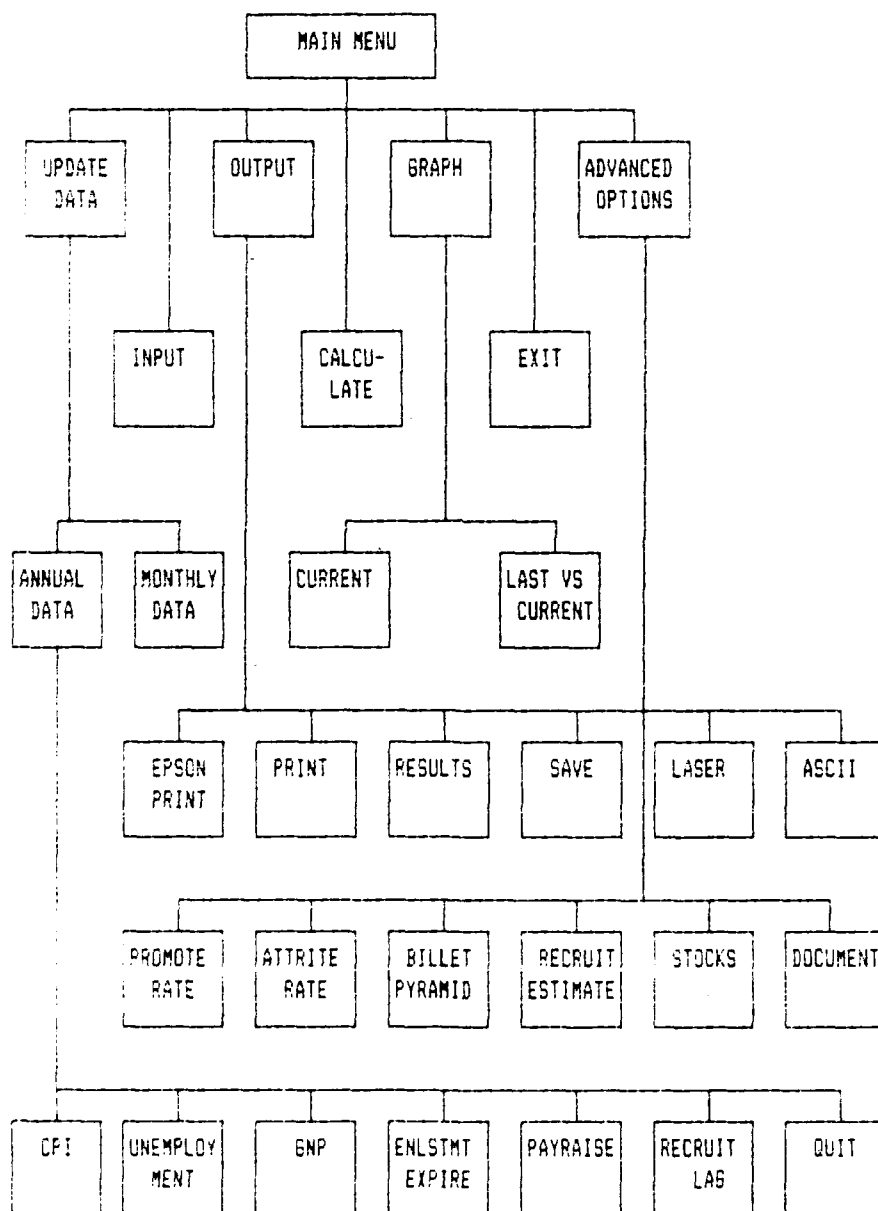 MAIN MENU
UPDATE
DATA
OUTPUT
GRAPH
ADVANCED
OPTIONS
INPUT
CALCU-
LATE
EXIT
ANNUAL
DATA
MONTHLY
DATA
CURRENT
LAST VS
CURRENT
EPSON
PRINT
PRINT
RESULTS
SAVE
LASER
ASCII
PROMOTE
RATE
ATTRITE
RATE
BILLET
PYRAMID
RECRUIT
ESTIMATE
STOCKS
DOCUMENT
CPI
UNEMPLOY
MENT
GNP
ENLSTMT
EXPIRE
PAYRAISE
RECRUIT
LAG
QUIT